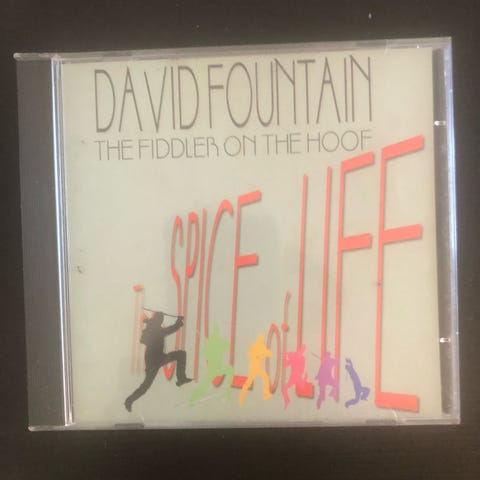 DAVID FOUNTAIN
THE FIDDLER ON THE HOOF
SPICE
of LIFE